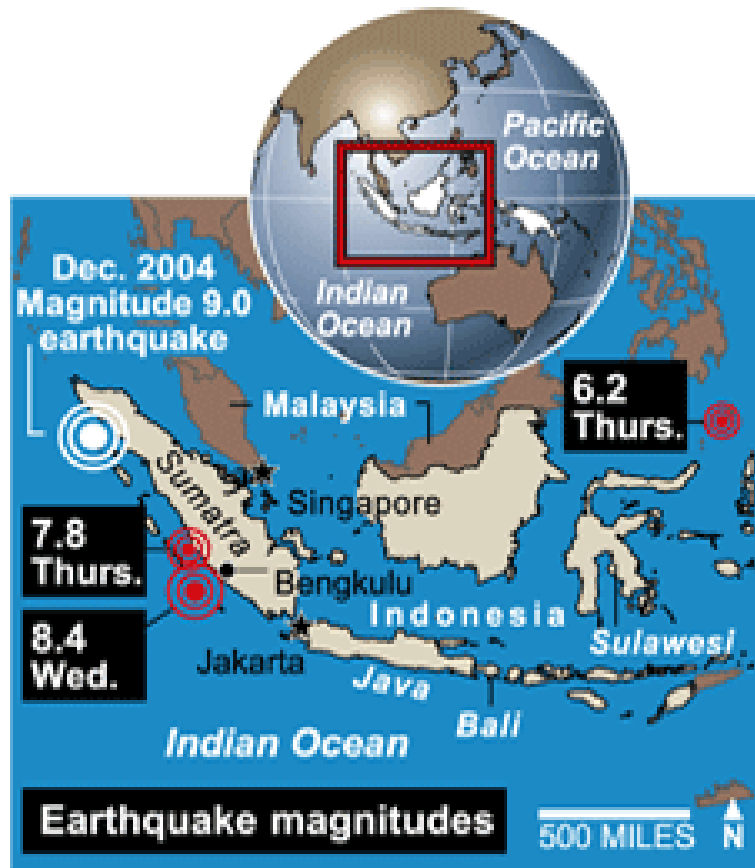 Pacific
Ocean
Indian
Ocean
Dec. 2004
Magnitude 9.0
earthquake
6.2
Thurs.
Malaysia
Sumatra
Singapore
7.8
Thurs.
Bengkulu
8.4
Wed.
Indonesia
Sulawesi
Jakarta
Java
Bali
Indian Ocean
Earthquake magnitudes
500 MILES
N